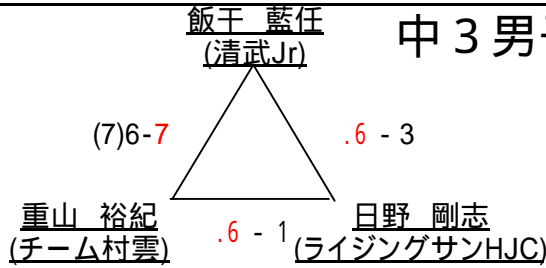 飯干 藍任
(清武Jr)
中3男
(7)6-7
.6 - 3
重山 裕紀
(チーム村雲)
.6 - 1
日野 剛志
(ライジングサンHJC)